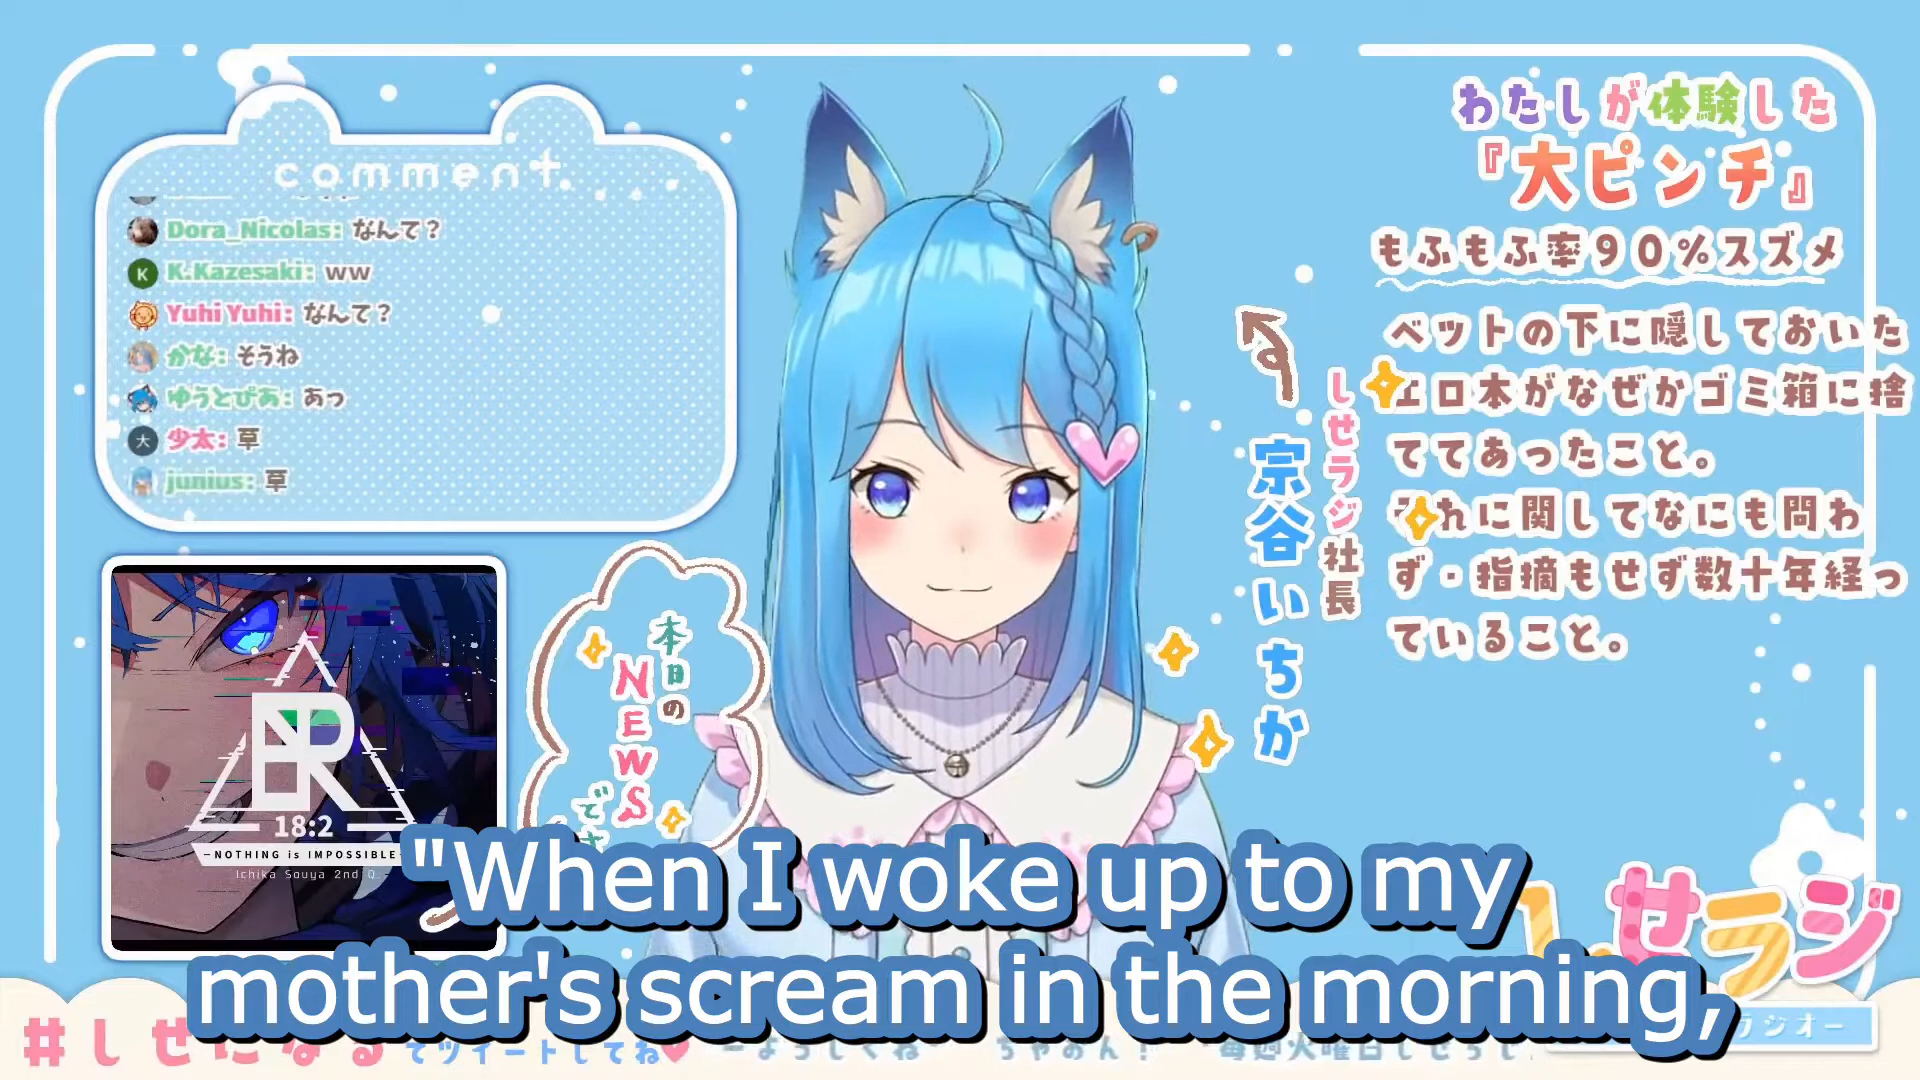 comment
Dora_Nicolas: なんて？
K.Kazesaki: ww
Yuhi Yuhi: なんて？
かな: そうね
ゆうとぴあ: あっ
大 少太: 草
junius: 草
わたしが体験した
『大ピンチ』
もふもふ率９０％スズメ
ベットの下に隠しておいた
エロ本がなぜかゴミ箱に捨
ててあったこと。
それに関してなにも問わ
ず・指摘もせず数十年経っ
ていること。
しせラジ社長
宗谷いちか
本日の
NEWS
でき
ER
18:2
NOTHING is IMPOSSIBLE
Ichika Souya 2nd Q
しせラジ
"When I woke up to my
mother's scream in the morning,
#しせになる
てツイートしてね
ラジオー